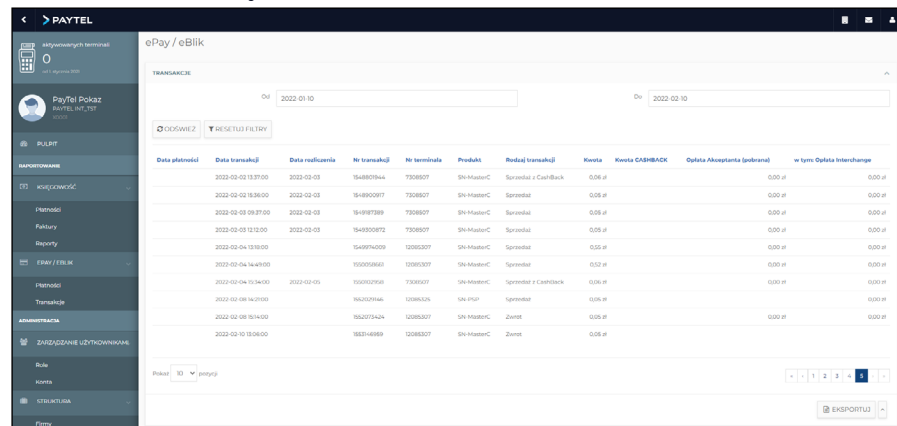 PAYTEL
aktywowanych terminali
0
od 1 stycznia 2021
PayTel Pokaz
PAYTEL INT_TST
PULPIT
RAPORTOWANIE
KSIĘGOWOŚĆ
Płatności
Faktury
Raporty
EPAY / EBLIK
Płatności
Transakcje
ADMINISTRACJA
ZARZĄDZANIE UŻYTKOWNIKAMI
Role
Konta
STRUKTURA
Firmy
ePay / eBlik
TRANSAKCJE
Od 2022-01-10 Do 2022-02-10
ODŚWIEŻ RESETUJ FILTRY
Data płatności Data transakcji Data rozliczenia Nr transakcji Nr terminala Produkt Rodzaj transakcji Kwota Kwota CASHBACK Opłata Akceptanta (pobrana) w tym: Opłata Interchange
2022-02-02 13:37:00 2022-02-03 1548801944 7308507 SN-MasterC Sprzedaż z CashBack 0,06 zł 0,00 zł 0,00 zł
2022-02-02 15:36:00 2022-02-03 1548900917 7308507 SN-MasterC Sprzedaż 0,05 zł 0,00 zł 0,00 zł
2022-02-03 09:37:00 2022-02-03 1549187389 7308507 SN-MasterC Sprzedaż 0,05 zł 0,00 zł 0,00 zł
2022-02-03 12:12:00 2022-02-03 1549300872 7308507 SN-MasterC Sprzedaż 0,05 zł 0,00 zł 0,00 zł
2022-02-04 13:18:00 1549974009 12085307 SN-MasterC Sprzedaż 0,55 zł 0,00 zł 0,00 zł
2022-02-04 14:49:00 1550058661 12085307 SN-MasterC Sprzedaż 0,52 zł 0,00 zł 0,00 zł
2022-02-04 15:34:00 2022-02-05 1550102958 7308507 SN-MasterC Sprzedaż z CashBack 0,06 zł 0,00 zł 0,00 zł
2022-02-08 14:21:00 1552029146 12085324 SN-PSP Sprzedaż 0,05 zł 0,00 zł
2022-02-08 15:14:00 1552073424 12085307 SN-MasterC Zwrot 0,05 zł 0,00 zł 0,00 zł
2022-02-10 13:06:00 1553146959 12085307 SN-MasterC Zwrot 0,05 zł
Pokaż 10 pozycji
« ‹ 1 2 3 4 5 › »
EKSPORTUJ